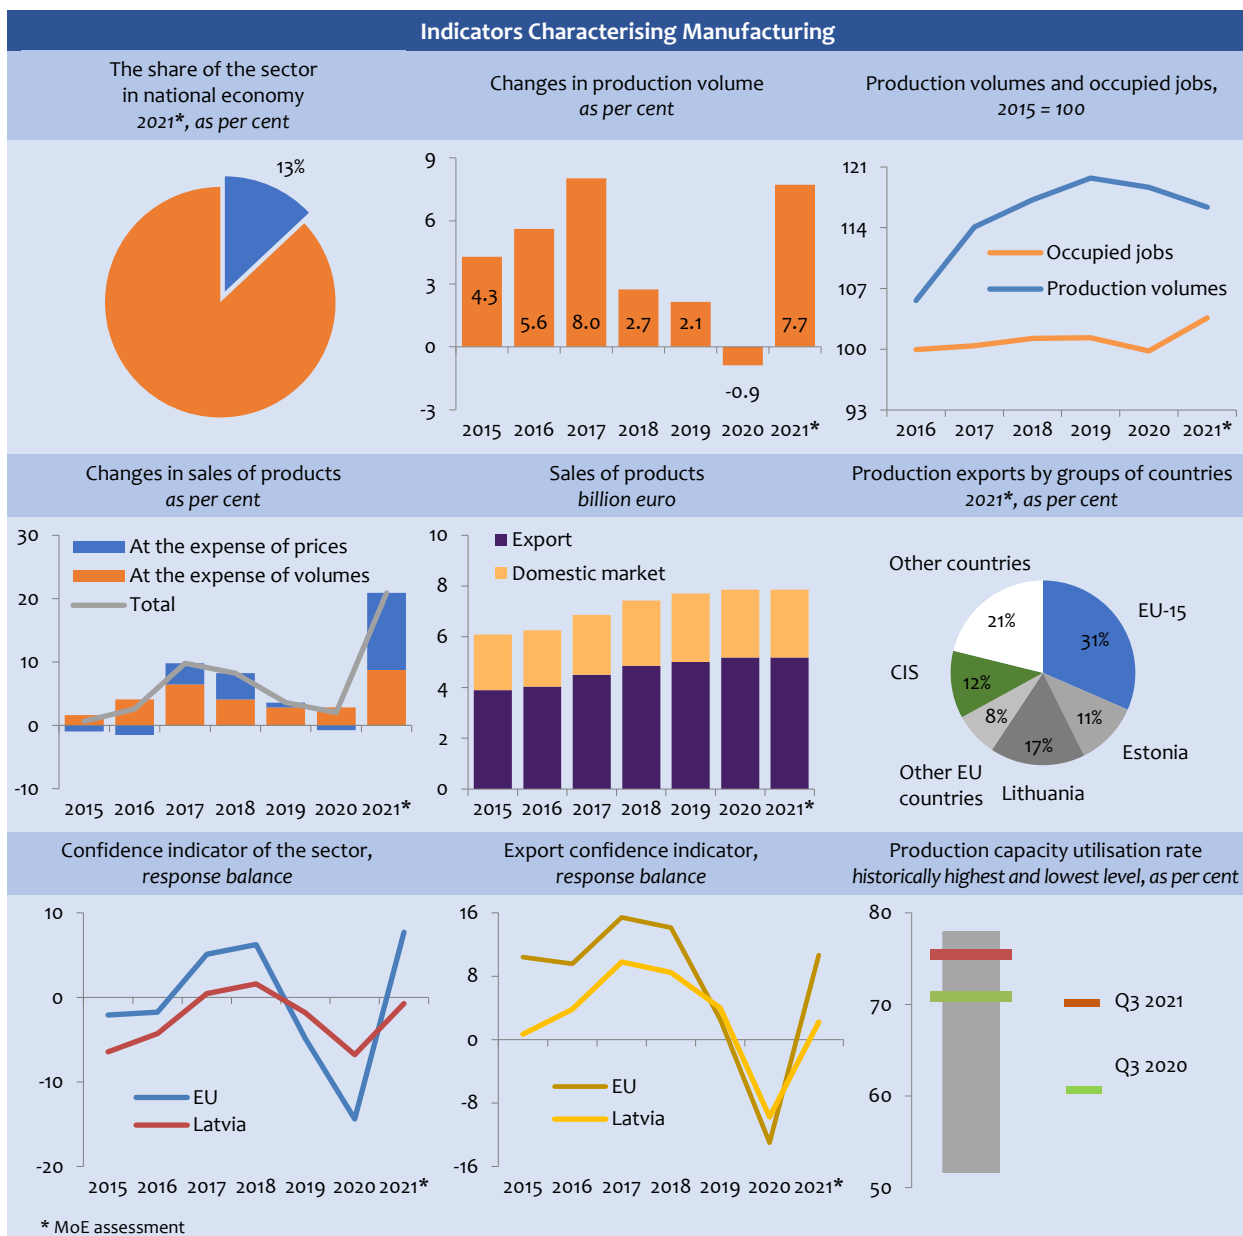 Indicators Characterising Manufacturing
The share of the sector
in national economy
2021*, as per cent
13%
Changes in production volume
as per cent
9
6
3
0
-3
4.3
5.6
8.0
2.7
2.1
-0.9
7.7
2015 2016 2017 2018 2019 2020 2021*
Production volumes and occupied jobs,
2015 = 100
121
114
107
100
93
Occupied jobs
Production volumes
2016 2017 2018 2019 2020 2021*
Changes in sales of products
as per cent
30
20
10
0
-10
At the expense of prices
At the expense of volumes
Total
2015 2016 2017 2018 2019 2020 2021*
Sales of products
billion euro
10
8
6
4
2
0
Export
Domestic market
2015 2016 2017 2018 2019 2020 2021*
Production exports by groups of countries
2021*, as per cent
Other countries
21%
EU-15
31%
CIS
12%
8%
17%
11%
Estonia
Other EU
countries
Lithuania
Confidence indicator of the sector,
response balance
10
0
-10
-20
EU
Latvia
2015 2016 2017 2018 2019 2020 2021*
Export confidence indicator,
response balance
16
8
0
-8
-16
EU
Latvia
2015 2016 2017 2018 2019 2020 2021*
Production capacity utilisation rate
historically highest and lowest level, as per cent
80
70
60
50
Q3 2021
Q3 2020
* MoE assessment